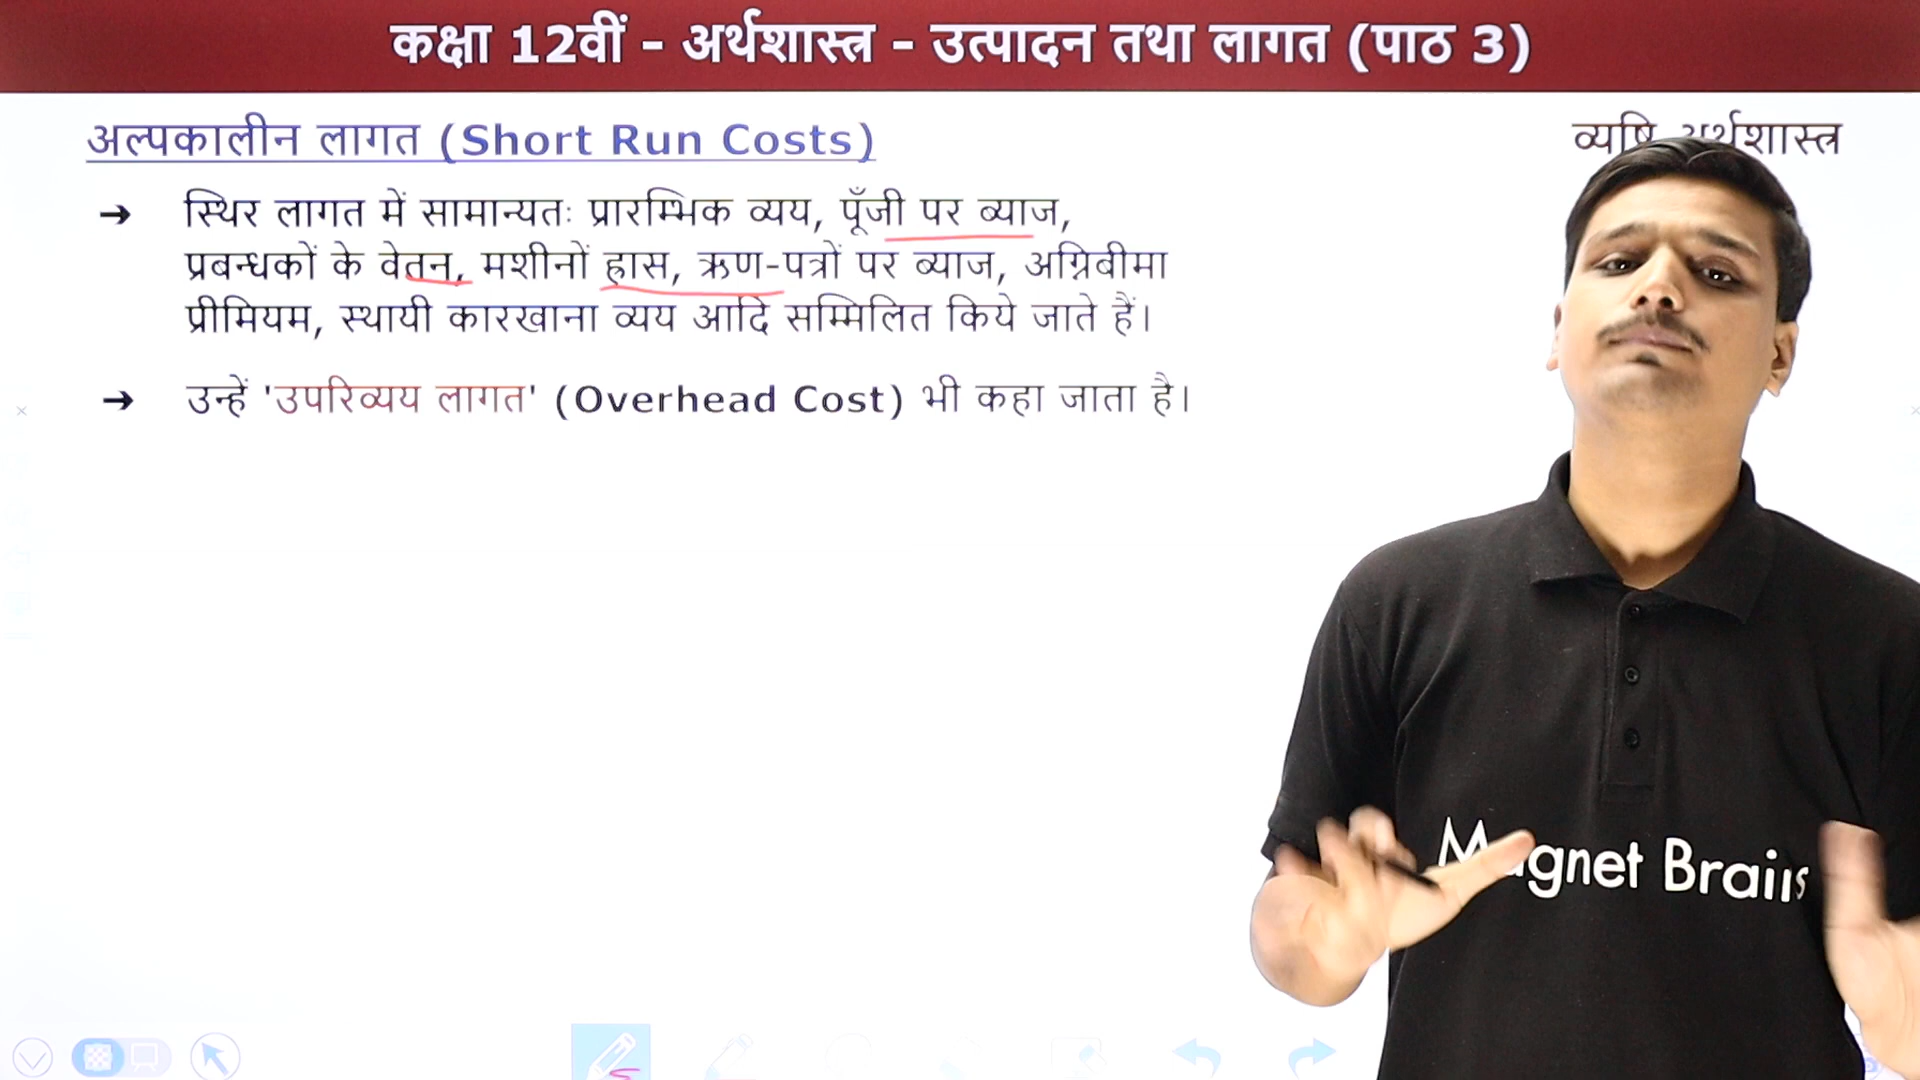 कक्षा 12वीं - अर्थशास्त्र - उत्पादन तथा लागत (पाठ 3)
अल्पकालीन लागत (Short Run Costs)
➔ स्थिर लागत में सामान्यतः प्रारम्भिक व्यय, पूँजी पर ब्याज,
प्रबन्धकों के वेतन, मशीनों ह्रास, ऋण-पत्रों पर ब्याज, अग्निबीमा
प्रीमियम, स्थायी कारखाना व्यय आदि सम्मिलित किये जाते हैं।
➔ उन्हें 'उपरिव्यय लागत' (Overhead Cost) भी कहा जाता है।